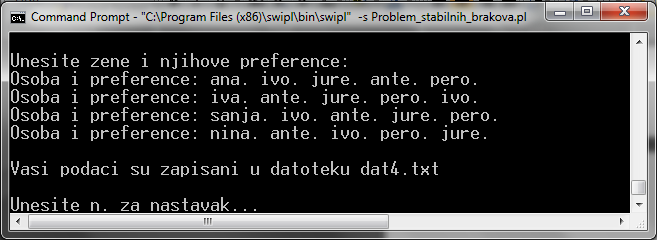 Command Prompt - "C:\Program Files (x86)\swipl\bin\swipl" -s Problem_stabilnih_brakova.pl
Unesite zene i njihove preference:
Osoba i preference: ana. ivo. jure. ante. pero.
Osoba i preference: iva. ante. jure. pero. ivo.
Osoba i preference: sanja. ivo. ante. jure. pero.
Osoba i preference: nina. ante. ivo. pero. jure.
Vasi podaci su zapisani u datoteku dat4.txt
Unesite n. za nastavak...